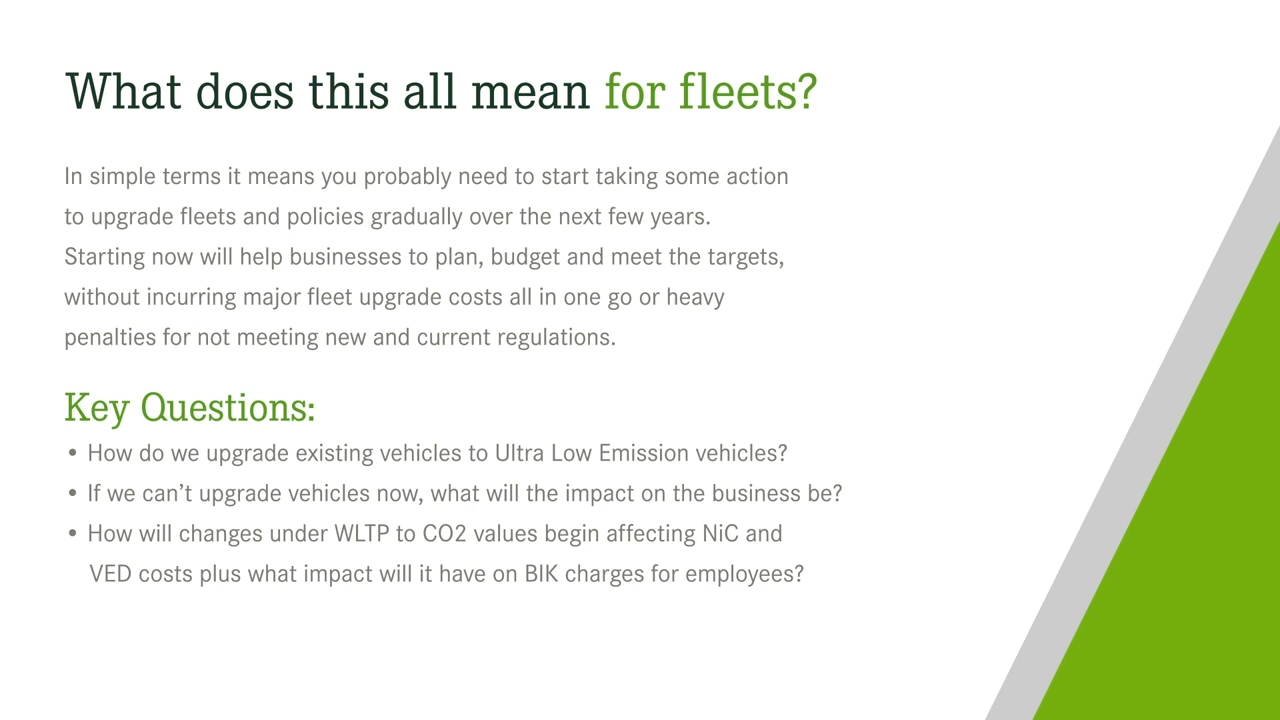 What does this all mean for fleets?
In simple terms it means you probably need to start taking some action
to upgrade fleets and policies gradually over the next few years.
Starting now will help businesses to plan, budget and meet the targets,
without incurring major fleet upgrade costs all in one go or heavy
penalties for not meeting new and current regulations.
Key Questions:
• How do we upgrade existing vehicles to Ultra Low Emission vehicles?
• If we can’t upgrade vehicles now, what will the impact on the business be?
• How will changes under WLTP to CO2 values begin affecting NiC and
VED costs plus what impact will it have on BIK charges for employees?